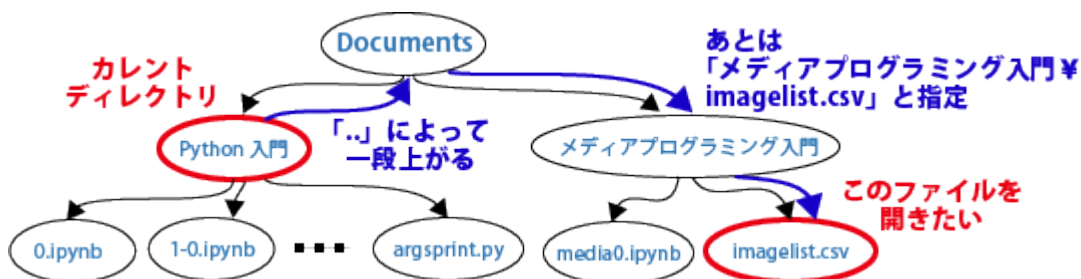 Documents
カレント
ディレクトリ
あとは
「メディアプログラミング入門¥
imagelist.csv」と指定
「..」によって
一段上がる
Python 入門
メディアプログラミング入門
このファイルを
開きたい
0.ipynb
1-0.ipynb
argsprint.py
media0.ipynb
imagelist.csv